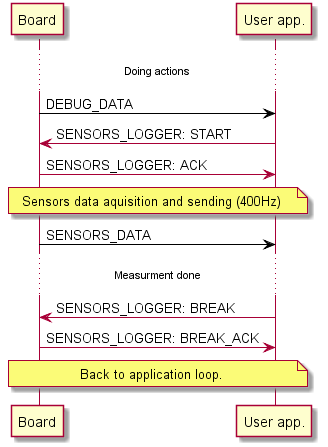 Board
User app.
Doing actions
DEBUG_DATA
SENSORS_LOGGER: START
SENSORS_LOGGER: ACK
Sensors data aquisition and sending (400Hz)
SENSORS_DATA
Measurment done
SENSORS_LOGGER: BREAK
SENSORS_LOGGER: BREAK_ACK
Back to application loop.
Board
User app.